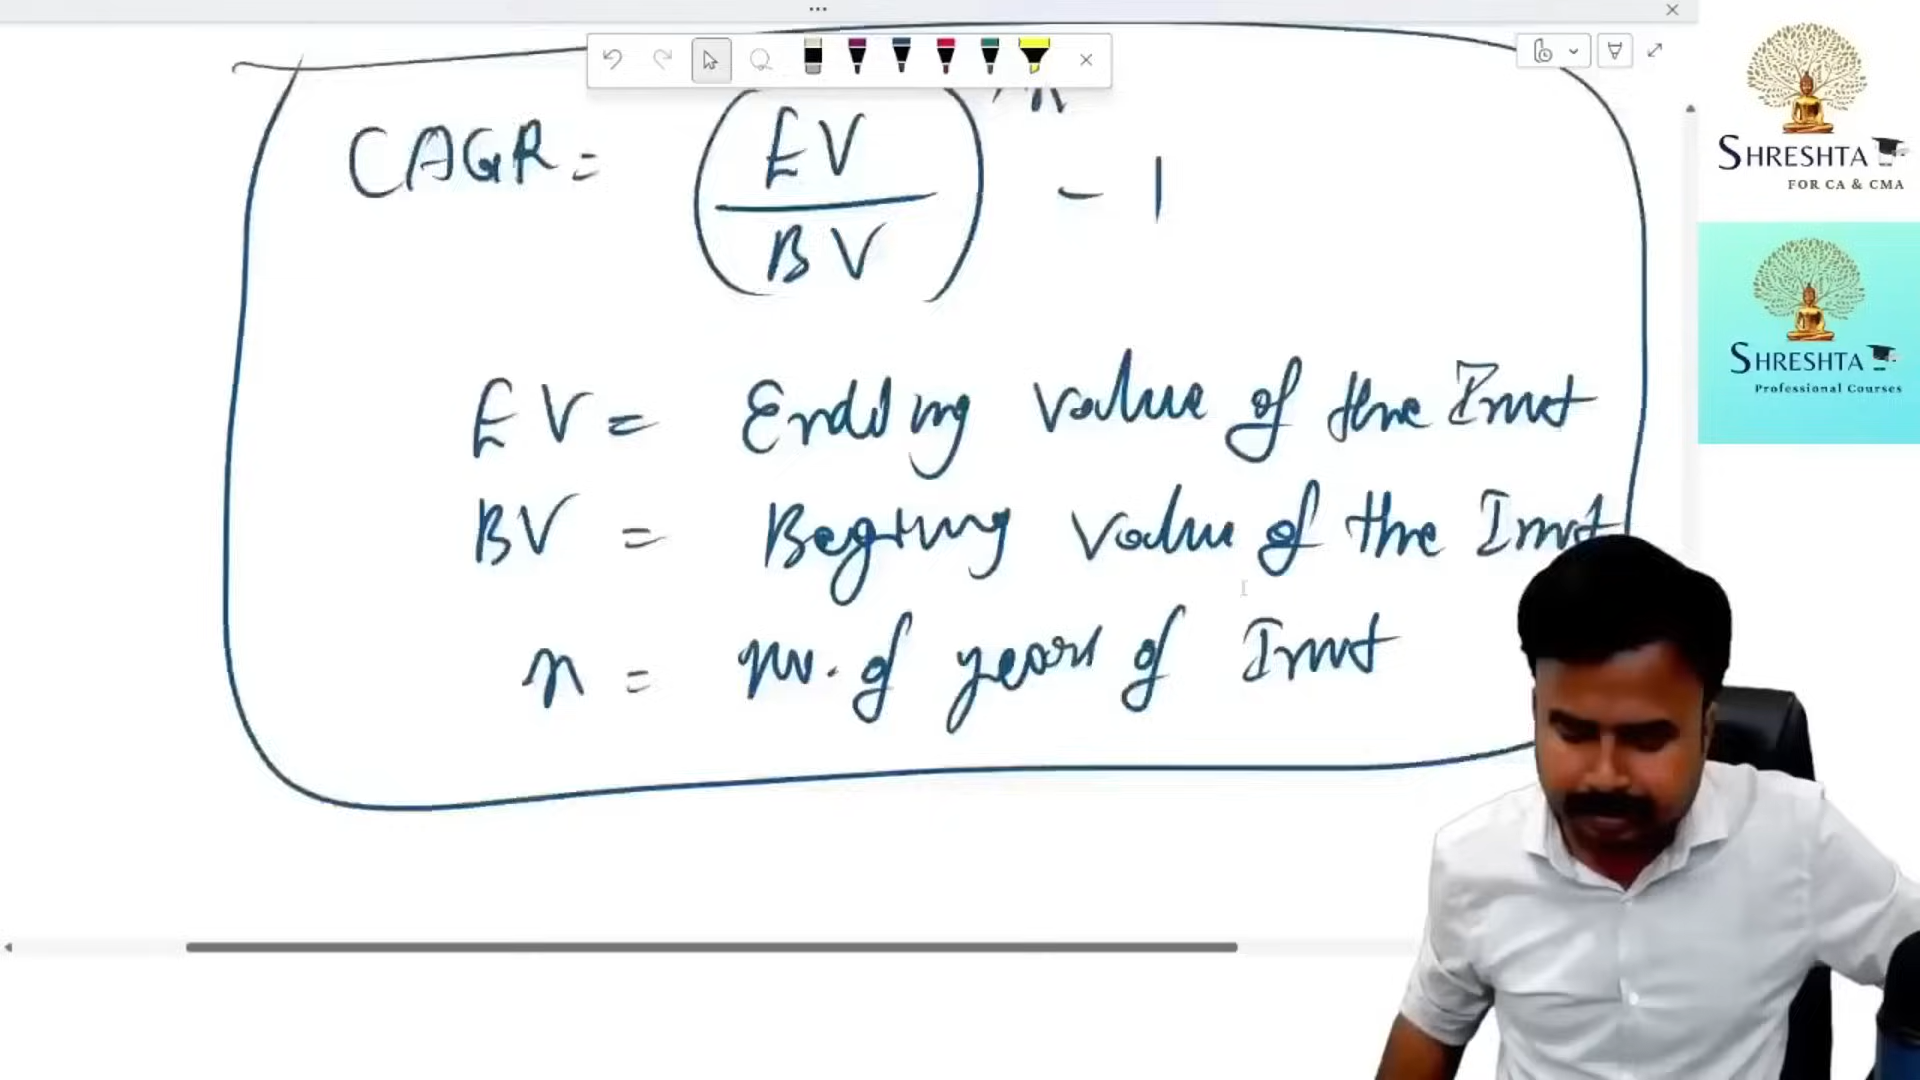 CAGR = (EV / BV)^1/n - 1
EV = Ending value of the Invt
BV = Begining value of the Invt
n = no. of years of Invt
SHRESHTA
FOR CA & CMA
SHRESHTA
Professional Courses